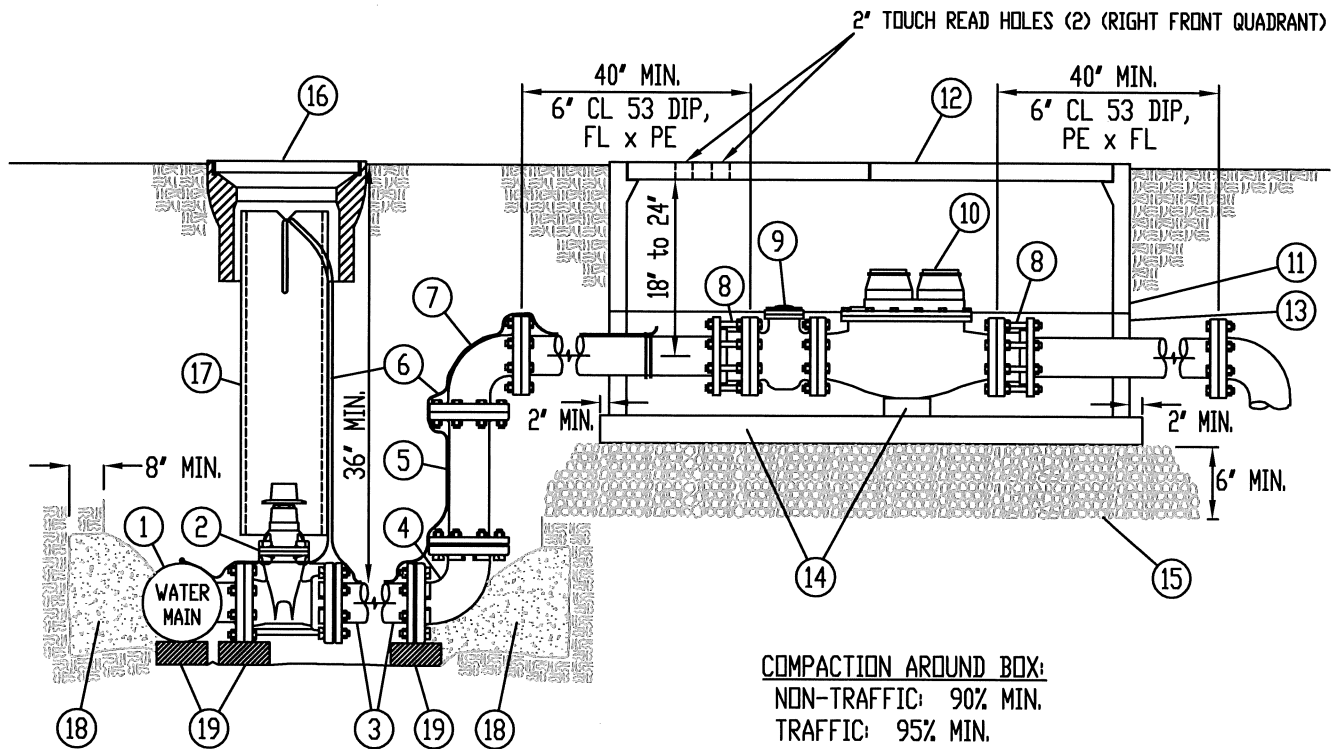 2" TOUCH READ HOLES (2) (RIGHT FRONT QUADRANT)
40" MIN.
6" CL 53 DIP,
FL x PE
40" MIN.
6" CL 53 DIP,
PE x FL
16
12
18" to 24"
10
9
8
8
11
13
7
6
17
36" MIN.
2" MIN.
2" MIN.
5
6" MIN.
8" MIN.
1
2
4
WATER
MAIN
14
15
18
19
3
19
18
COMPACTION AROUND BOX:
NON-TRAFFIC: 90% MIN.
TRAFFIC: 95% MIN.